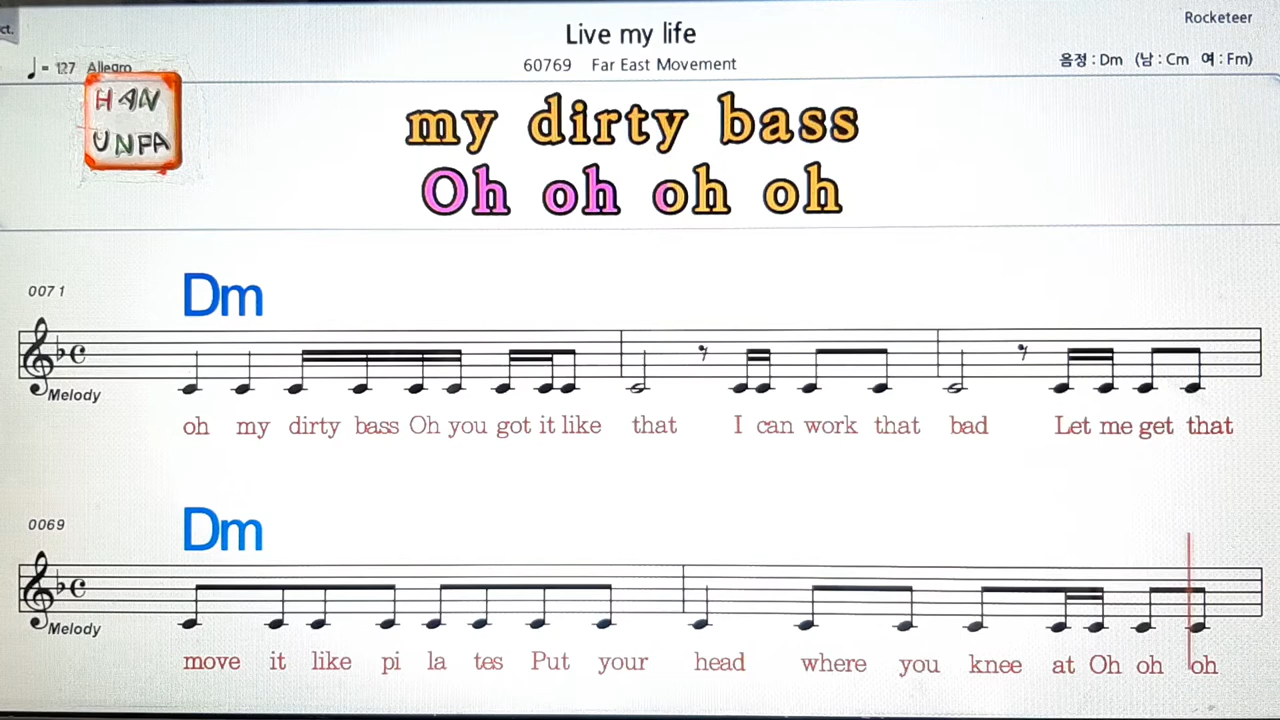 ct.
Live my life
Rocketeer
♩= 127 Allegro
60769 Far East Movement
음정 : Dm (남 : Cm 여 : Fm)
HAN
UNPA
my dirty bass
Oh oh oh oh
0071
Dm
Melody
oh my dirty bass Oh you got it like that I can work that bad Let me get that
0069
Dm
Melody
move it like pi la tes Put your head where you knee at Oh oh oh